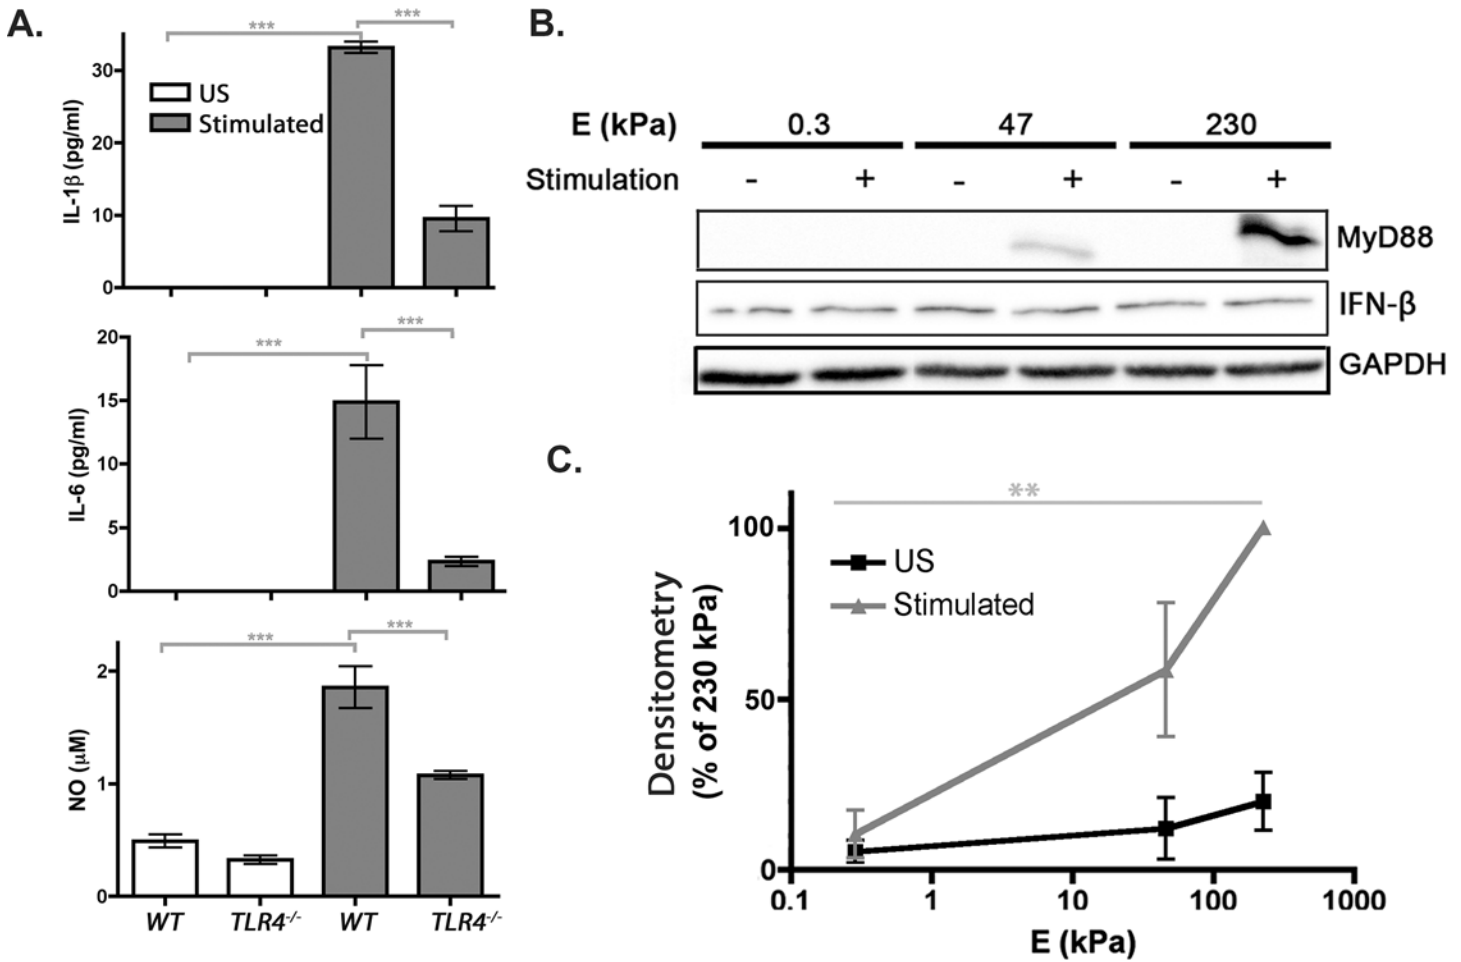 A.
***
***
IL-1β (pg/ml)
30
20
10
0
US
Stimulated
***
***
IL-6 (pg/ml)
20
15
10
5
0
***
***
NO (μM)
2
1
0
WT TLR4-/- WT TLR4-/-
B.
E (kPa) 0.3 47 230
Stimulation - + - + - +
MyD88
IFN-β
GAPDH
C.
**
Densitometry
(% of 230 kPa)
100
50
0
US
Stimulated
0.1 1 10 100 1000
E (kPa)